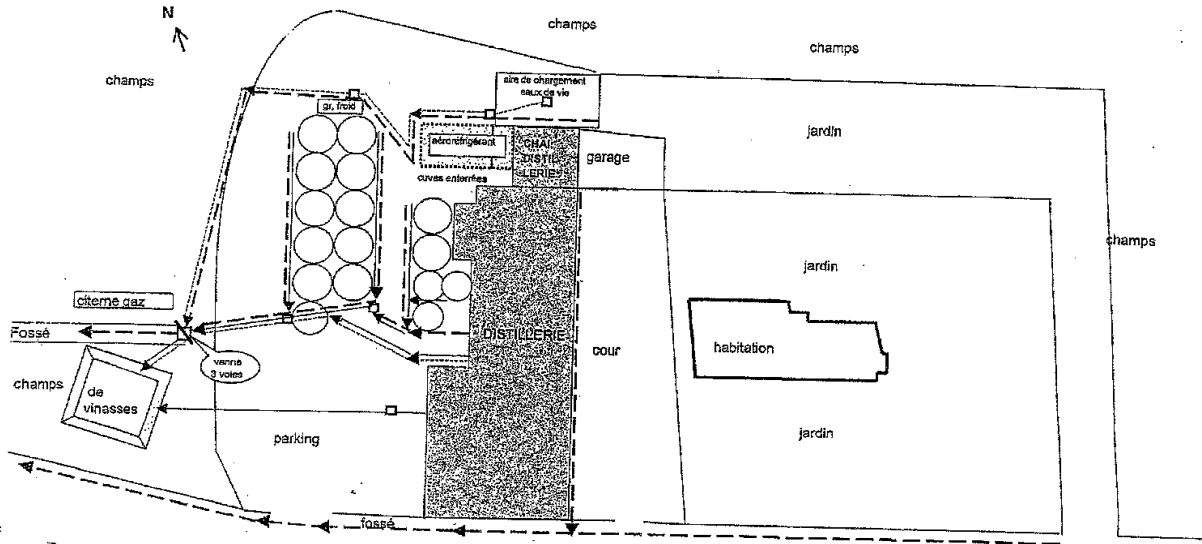 N
champs
champs
champs
aire de chargement
eaux de vie
gr. froid
aéroréfrigérant
CHAI
DISTIL-
LERIE
garage
jardin
cuves enterrées
champs
jardin
citerne gaz
Fossé
DISTILLERIE
vanne
3 voies
cour
habitation
champs
de
vinasses
parking
jardin
fossé